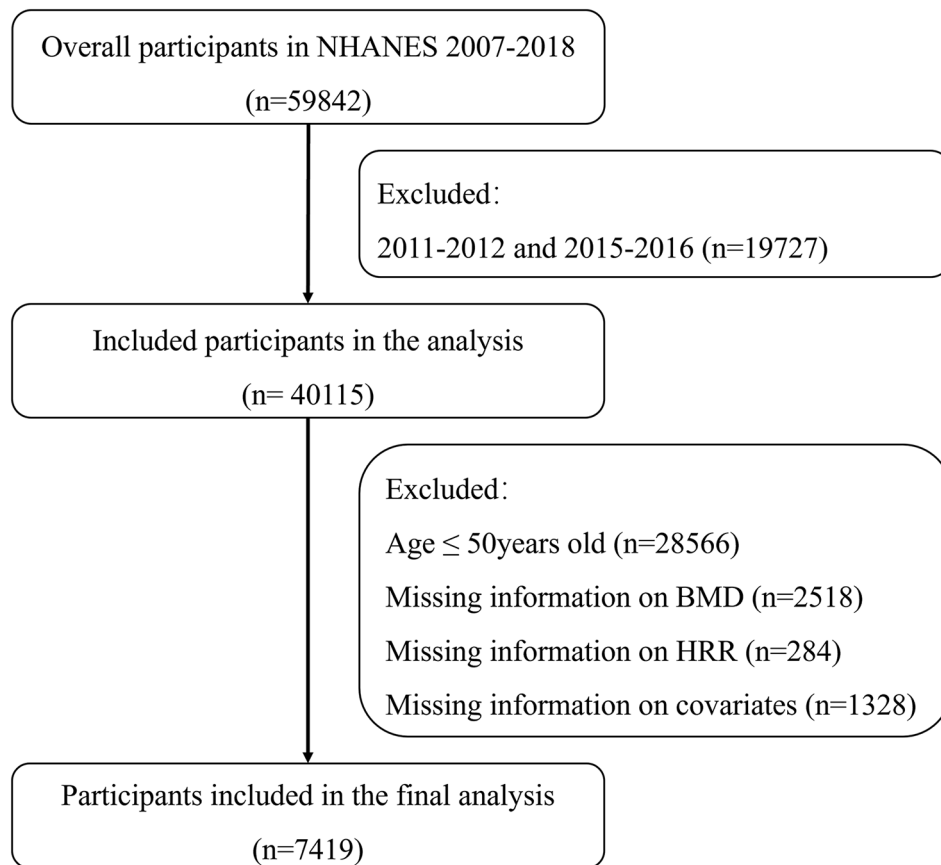 Overall participants in NHANES 2007-2018
(n=59842)
Excluded:
2011-2012 and 2015-2016 (n=19727)
Included participants in the analysis
(n= 40115)
Excluded:
Age ≤ 50years old (n=28566)
Missing information on BMD (n=2518)
Missing information on HRR (n=284)
Missing information on covariates (n=1328)
Participants included in the final analysis
(n=7419)